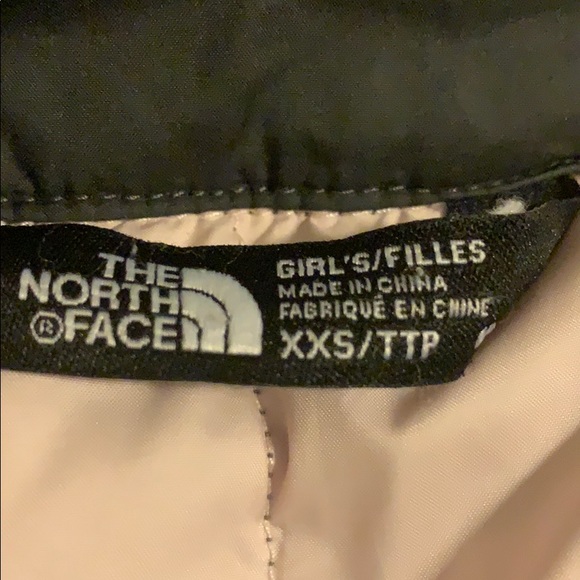 THE
NORTH
®FACE
GIRL'S/FILLES
MADE IN CHINA
FABRIQUÉ EN CHINE
XXS/TTP